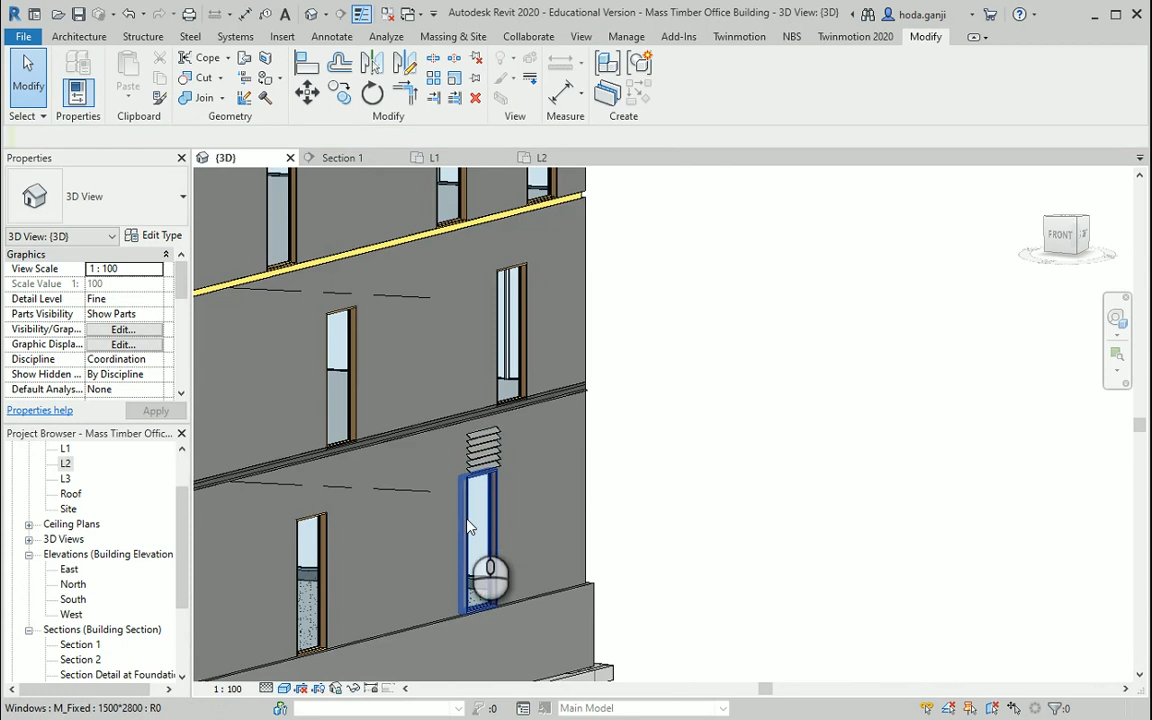 Autodesk Revit 2020 - Educational Version - Mass Timber Office Building - 3D View: {3D}
hoda.ganji
File Architecture Structure Steel Systems Insert Annotate Analyze Massing & Site Collaborate View Manage Add-Ins Twinmotion NBS Twinmotion 2020 Modify
Modify Paste Cope Cut Join
Select Properties Clipboard Geometry Modify View Measure Create
Properties
{3D} Section 1 L1 L2
3D View
3D View: {3D} Edit Type
Graphics
View Scale 1 : 100
Scale Value 1: 100
Detail Level Fine
Parts Visibility Show Parts
Visibility/Grap... Edit...
Graphic Displa... Edit...
Discipline Coordination
Show Hidden ... By Discipline
Default Analys... None
Properties help Apply
Project Browser - Mass Timber Offic...
L1
L2
L3
Roof
Site
Ceiling Plans
3D Views
Elevations (Building Elevation
East
North
South
West
Sections (Building Section)
Section 1
Section 2
Section Detail at Foundati
FRONT
1 : 100
Windows : M_Fixed : 1500*2800 : R0
:0
Main Model
:0